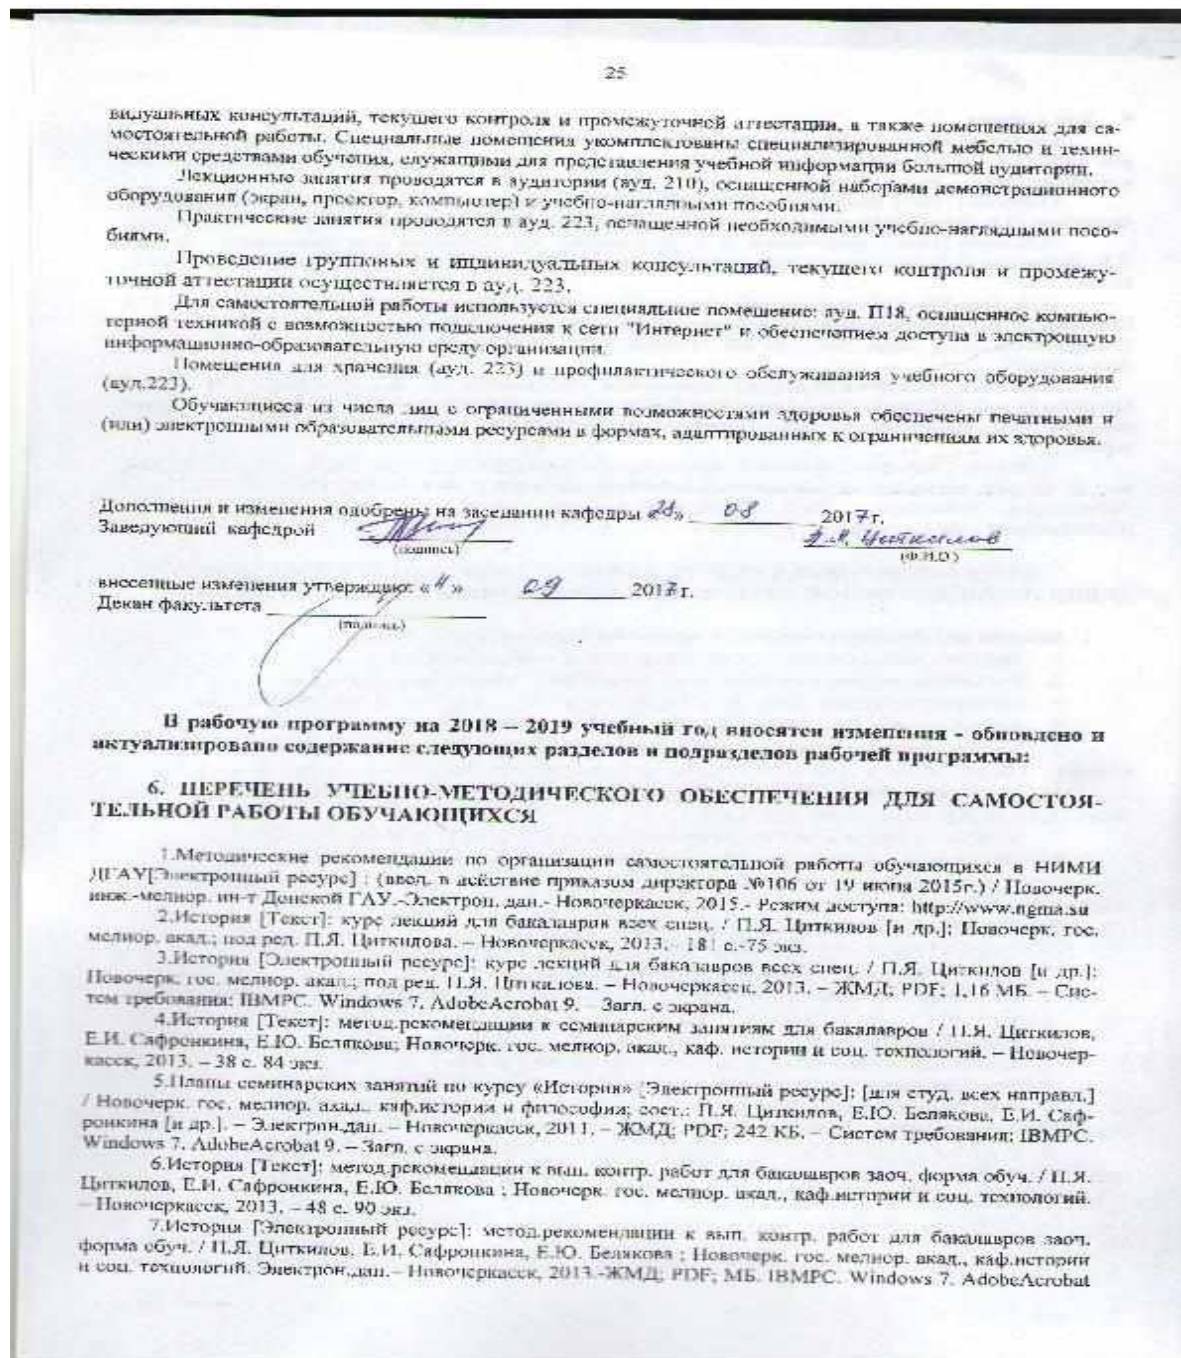 25
видуальных консультаций, текущего контроля и промежуточной аттестации, а также помещениях для са-
мостоятельной работы. Специальные помещения укомплектованы специализированной мебелью и техни-
ческими средствами обучения, служащими для представления учебной информации большой аудитории.
Лекционные занятия проводятся в аудитории (ауд. 210), оснащенной наборами демонстрационного
оборудования (экран, проектор, компьютер) и учебно-наглядными пособиями.
Практические занятия проводятся в ауд. 223, оснащенной необходимыми учебно-наглядными посо-
биями.
Проведение групповых и индивидуальных консультаций, текущего контроля и промежу-
точной аттестации осуществляется в ауд. 223.
Для самостоятельной работы используется специальное помещение: ауд. П18, оснащенное компью-
терной техникой с возможностью подключения к сети "Интернет" и обеспечением доступа в электронную
информационно-образовательную среду организации.
Помещения для хранения (ауд. 223) и профилактического обслуживания учебного оборудования
(ауд.223).
Обучающиеся из числа лиц с ограниченными возможностями здоровья обеспечены печатными и
(или) электронными образовательными ресурсами в формах, адаптированных к ограничениям их здоровья.
Дополнения и изменения одобрены на заседании кафедры 28» 08 2017г.
Заведующий кафедрой П.Я. Циткилов
(подпись) (Ф.И.О.)
внесенные изменения утверждаю: « » 09 2017г.
Декан факультета
(подпись)
В рабочую программу на 2018 – 2019 учебный год вносятся изменения - обновлено и
актуализировано содержание следующих разделов и подразделов рабочей программы:
6. ПЕРЕЧЕНЬ УЧЕБНО-МЕТОДИЧЕСКОГО ОБЕСПЕЧЕНИЯ ДЛЯ САМОСТОЯ-
ТЕЛЬНОЙ РАБОТЫ ОБУЧАЮЩИХСЯ
1.Методические рекомендации по организации самостоятельной работы обучающихся в НИМИ
ДГАУ[Электронный ресурс] : (введ. в действие приказом директора №106 от 19 июня 2015г.) / Новочерк.
инж.-мелиор. ин-т Донской ГАУ.-Электрон. дан.- Новочеркасск, 2015.- Режим доступа: http://www.ngma.su
2.История [Текст]: курс лекций для бакалавров всех спец. / П.Я. Циткилов [и др.]; Новочерк. гос.
мелиор. акад.; под ред. П.Я. Циткилова. – Новочеркасск, 2013. - 181 с.-75 экз.
3.История [Электронный ресурс]: курс лекций для бакалавров всех спец. / П.Я. Циткилов [и др.];
Новочерк. гос. мелиор. акад.; под ред. П.Я. Циткилова. – Новочеркасск, 2013. – ЖМД; PDF; 1,16 МБ. – Сис-
тем требования: IBMPC. Windows 7. AdobeAcrobat 9. – Загл. с экрана.
4.История [Текст]: метод.рекомендации к семинарским занятиям для бакалавров / П.Я. Циткилов,
Е.И. Сафронкина, Е.Ю. Белякова; Новочерк. гос. мелиор. акад., каф. истории и соц. технологий. – Новочер-
касск, 2013. – 38 с. 84 экз.
5.Планы семинарских занятий по курсу «История» [Электронный ресурс]: [для студ. всех направл.]
/ Новочерк. гос. мелиор. акад., каф.истории и философии; сост.: П.Я. Циткилов, Е.Ю. Белякова, Е.И. Саф-
ронкина [и др.]. – Электрон.дан. – Новочеркасск, 2011. – ЖМД; PDF; 242 КБ. – Систем требования: IBMPC.
Windows 7. AdobeAcrobat 9. – Загл. с экрана.
6.История [Текст]: метод.рекомендации к вып. контр. работ для бакалавров заоч. форма обуч. / П.Я.
Циткилов, Е.И. Сафронкина, Е.Ю. Белякова ; Новочерк. гос. мелиор. акад., каф.истории и соц. технологий.
– Новочеркасск, 2013. – 48 с. 90 экз.
7.История [Электронный ресурс]: метод.рекомендации к вып. контр. работ для бакалавров заоч.
форма обуч. / П.Я. Циткилов, Е.И. Сафронкина, Е.Ю. Белякова ; Новочерк. гос. мелиор. акад., каф.истории
и соц. технологий. Электрон.дан. – Новочеркасск, 2013.-ЖМД; PDF; МБ. IBMPC. Windows 7. AdobeAcrobat